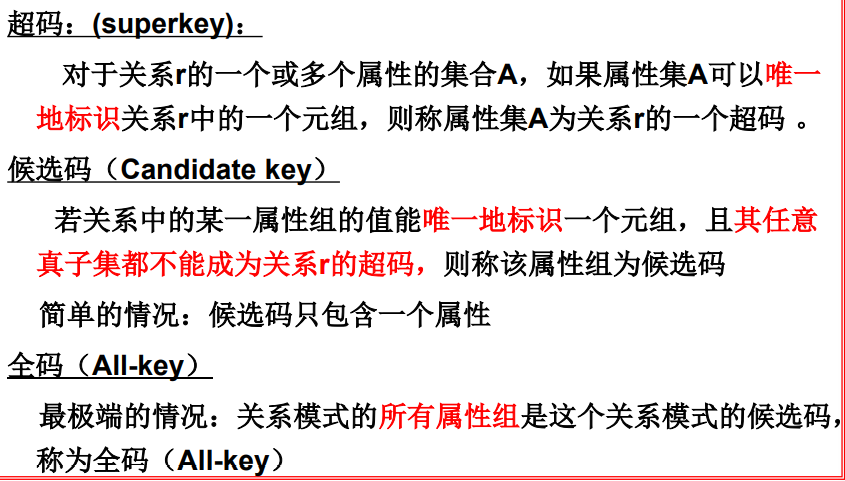 超码：(superkey)：
对于关系r的一个或多个属性的集合A，如果属性集A可以唯一
地标识关系r中的一个元组，则称属性集A为关系r的一个超码 。
候选码（Candidate key）
若关系中的某一属性组的值能唯一地标识一个元组，且其任意
真子集都不能成为关系r的超码，则称该属性组为候选码
简单的情况：候选码只包含一个属性
全码（All-key）
最极端的情况：关系模式的所有属性组是这个关系模式的候选码，
称为全码（All-key）